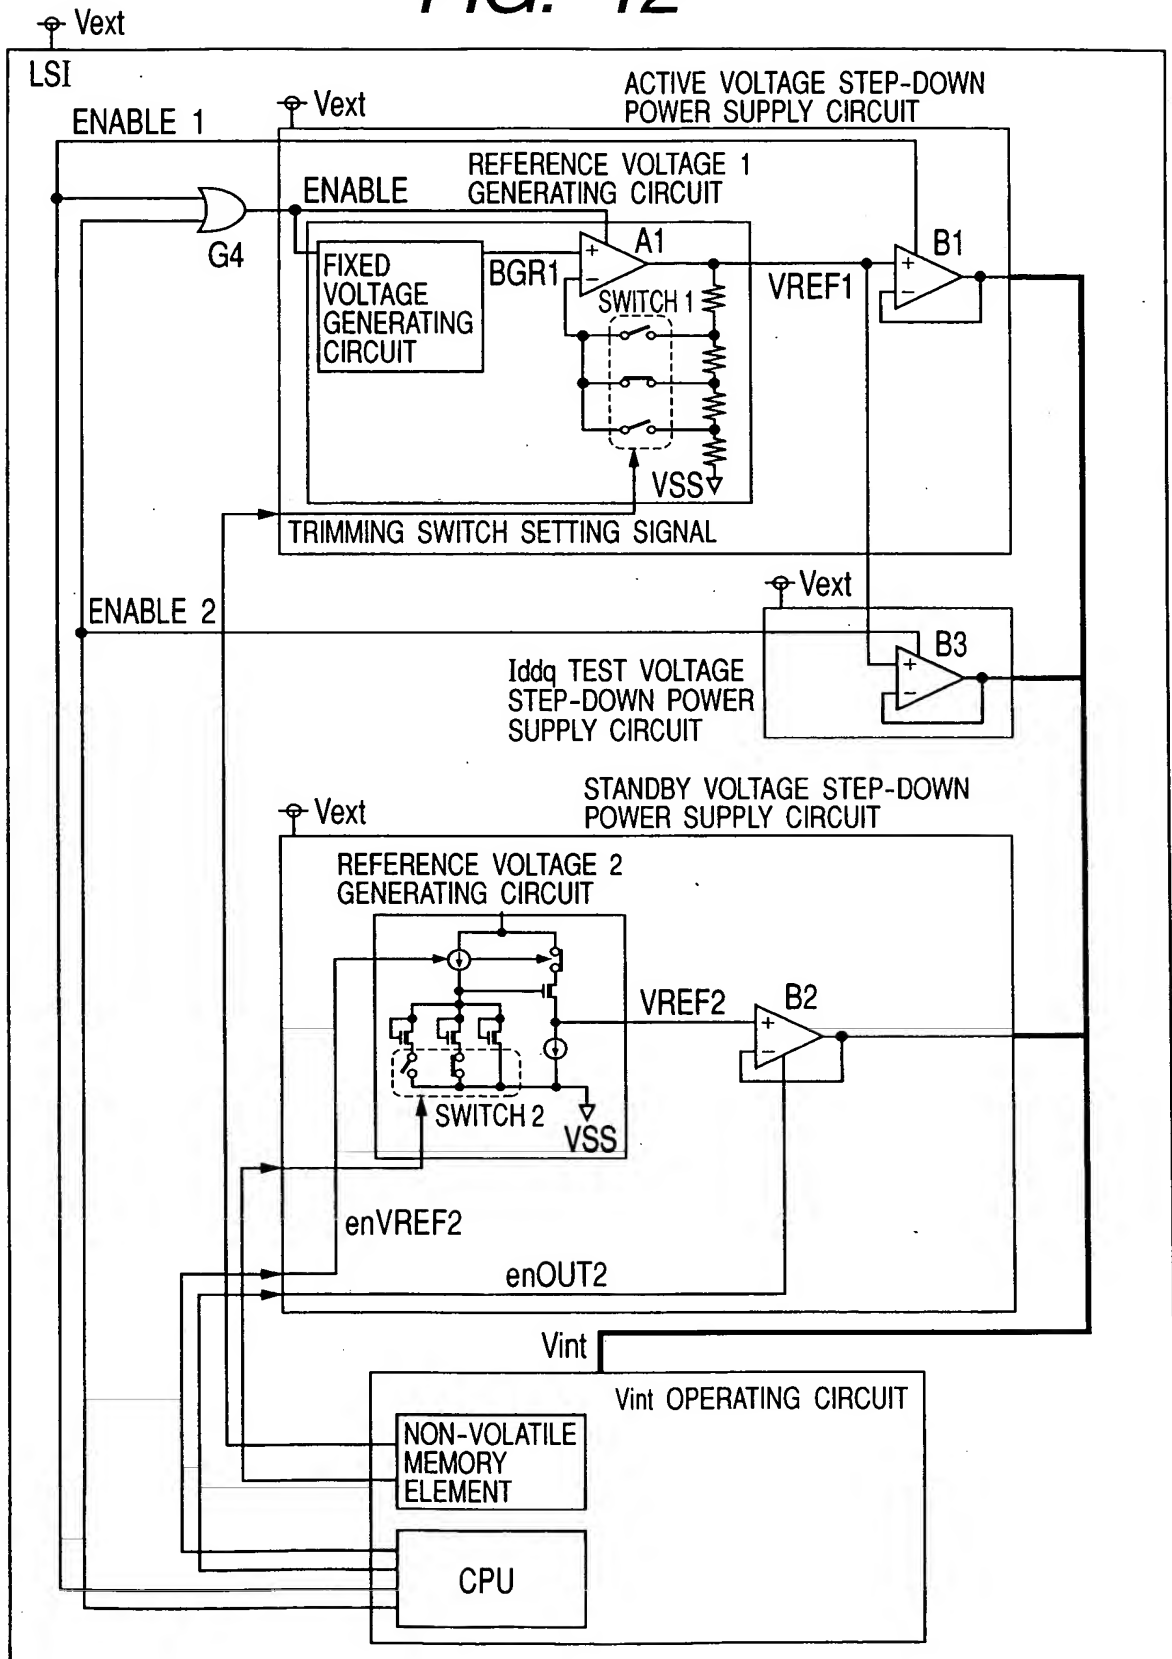 FIG. 12
Vext
LSI
ENABLE 1
Vext
ACTIVE VOLTAGE STEP-DOWN
POWER SUPPLY CIRCUIT
REFERENCE VOLTAGE 1
GENERATING CIRCUIT
ENABLE
G4
FIXED
VOLTAGE
GENERATING
CIRCUIT
BGR1
+
-
A1
SWITCH 1
VREF1
+
-
B1
VSS
TRIMMING SWITCH SETTING SIGNAL
ENABLE 2
Vext
Iddq TEST VOLTAGE
STEP-DOWN POWER
SUPPLY CIRCUIT
+
-
B3
STANDBY VOLTAGE STEP-DOWN
POWER SUPPLY CIRCUIT
Vext
REFERENCE VOLTAGE 2
GENERATING CIRCUIT
VREF2
+
-
B2
SWITCH 2
VSS
enVREF2
enOUT2
Vint
Vint OPERATING CIRCUIT
NON-VOLATILE
MEMORY
ELEMENT
CPU